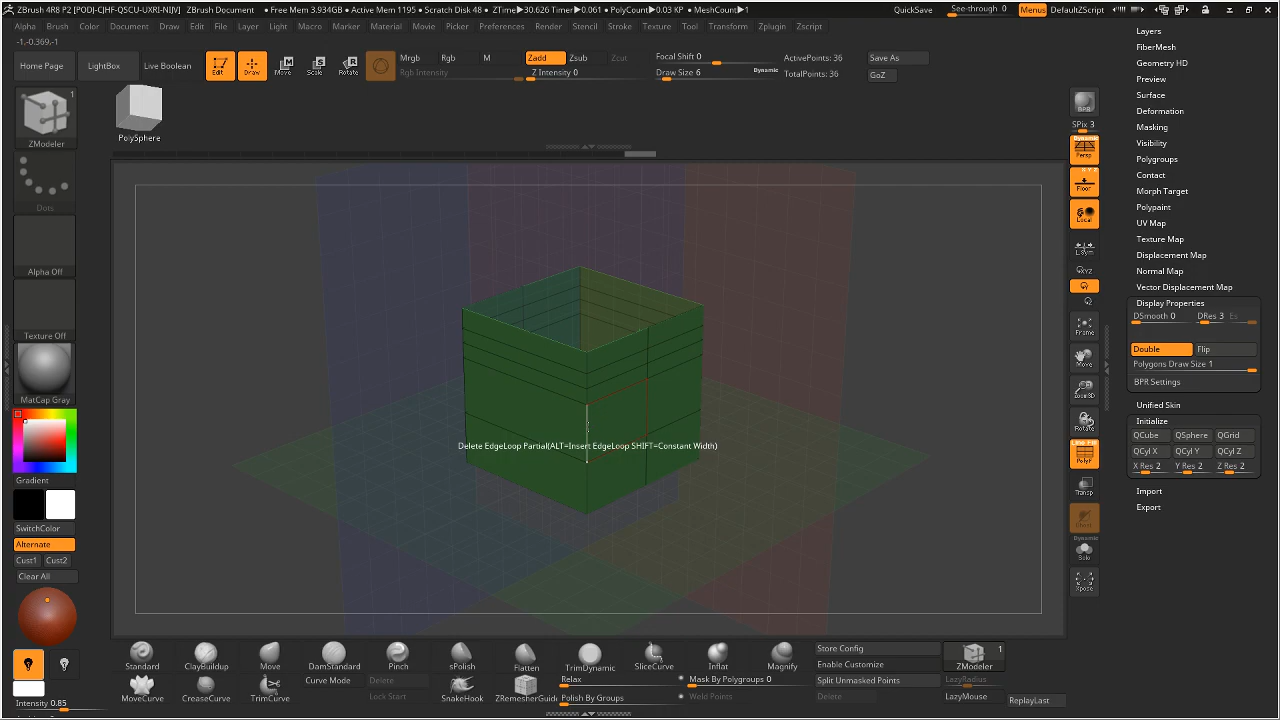 ZBrush 4R8 P2 [PODJ-CJHF-QSCU-UXRI-NIJV]   ZBrush Document   • Free Mem 3.934GB • Active Mem 1195 • Scratch Disk 48 • ZTime▶30.626 Timer▶0.061 • PolyCount▶0.03 KP • MeshCount▶1   QuickSave   See-through 0   Menus   DefaultZScript
Alpha Brush Color Document Draw Edit File Layer Light Macro Marker Material Movie Picker Preferences Render Stencil Stroke Texture Tool Transform Zplugin Zscript
-1,-0.369,-1
Home Page
LightBox
Live Boolean
Edit
Draw
Move
Scale
Rotate
Mrgb Rgb M
Rgb Intensity
Zadd Zsub Zcut
Z Intensity 0
Focal Shift 0
Draw Size 6
Dynamic
ActivePoints: 36
TotalPoints: 36
Save As
GoZ
1
ZModeler
PolySphere
Dots
Alpha Off
Texture Off
MatCap Gray
Gradient
SwitchColor
Alternate
Cust1 Cust2
Clear All
Intensity 0.85
Delete EdgeLoop Partial(ALT=Insert EdgeLoop SHIFT=Constant Width)
BPR
SPix 3
Dynamic
Persp
X Y Z
Floor
Local
L.Sym
XYZ
Y
Z
Frame
Move
Zoom3D
Rotate
Line Fill
PolyF
Transp
Dynamic
Solo
Xpose
Layers
FiberMesh
Geometry HD
Preview
Surface
Deformation
Masking
Visibility
Polygroups
Contact
Morph Target
Polypaint
UV Map
Texture Map
Displacement Map
Normal Map
Vector Displacement Map
Display Properties
DSmooth 0 DRes 3 Es
Double Flip
Polygons Draw Size 1
BPR Settings
Unified Skin
Initialize
QCube QSphere QGrid
QCyl X QCyl Y QCyl Z
X Res 2 Y Res 2 Z Res 2
Import
Export
Standard ClayBuildup Move DamStandard Pinch sPolish Flatten TrimDynamic SliceCurve Inflat Magnify
MoveCurve CreaseCurve TrimCurve
Curve Mode Delete
Lock Start
SnakeHook ZRemesherGuide
Relax
Polish By Groups
Mask By Polygroups 0
Weld Points
Store Config
Enable Customize
Split Unmasked Points
Delete
1
ZModeler
LazyRadius
LazyMouse
ReplayLast